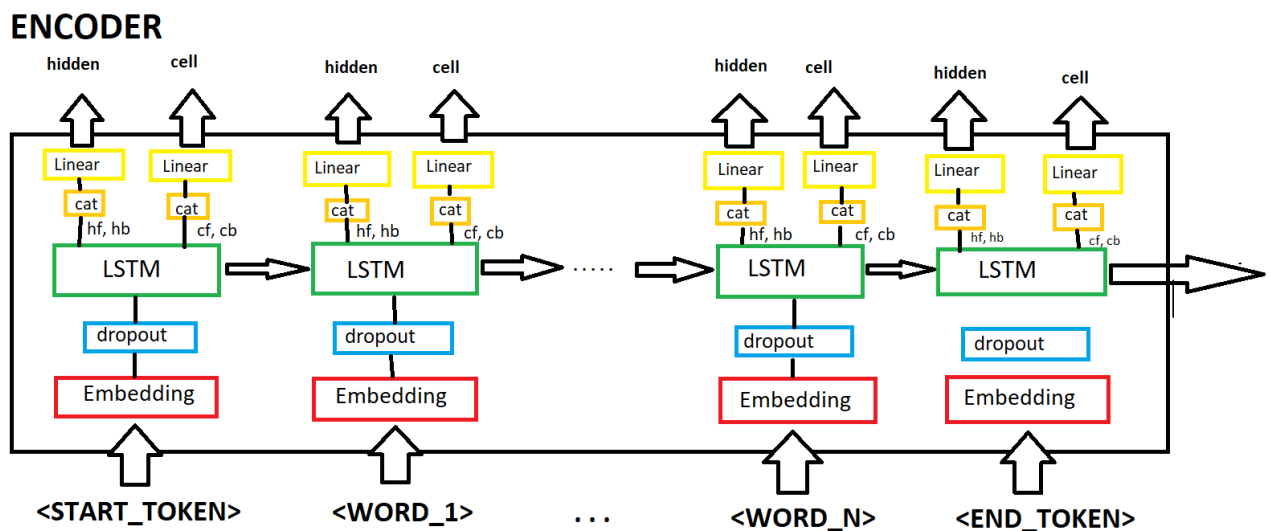 ENCODER
hidden cell hidden cell hidden cell hidden cell
Linear Linear Linear Linear Linear Linear Linear Linear
cat cat cat cat cat cat cat cat
hf, hb cf, cb hf, hb cf, cb hf, hb cf, cb hf, hb cf, cb
LSTM LSTM ..... LSTM LSTM
dropout dropout dropout dropout
Embedding Embedding Embedding Embedding
<START_TOKEN> <WORD_1> ... <WORD_N> <END_TOKEN>